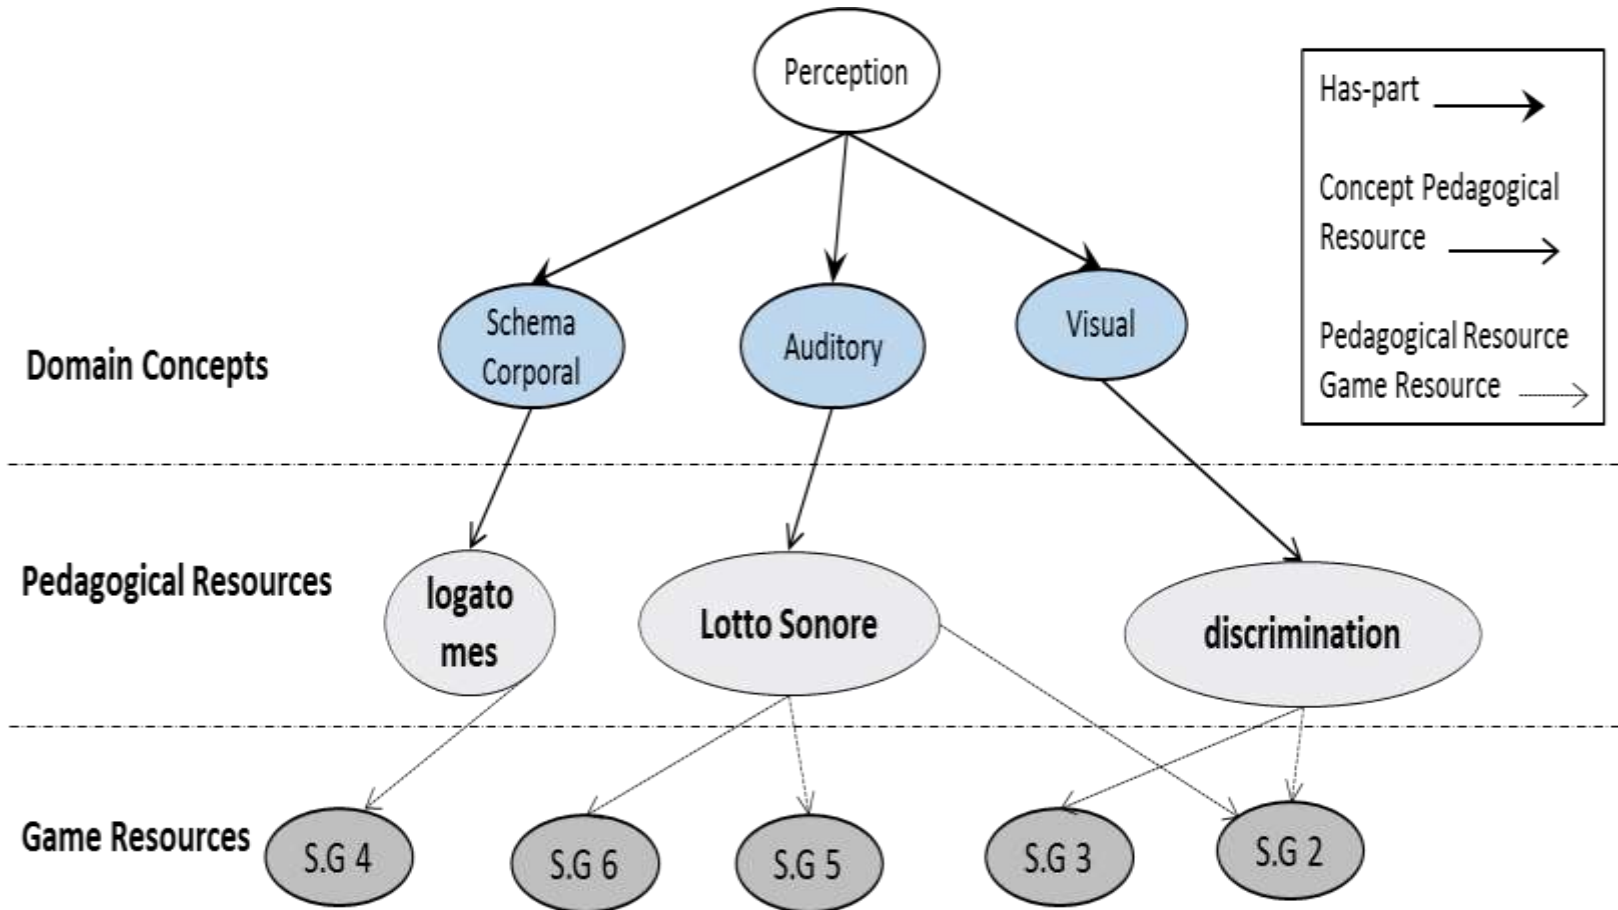 Perception
Has-part
Concept Pedagogical
Resource
Pedagogical Resource
Game Resource
Domain Concepts
Schema
Corporal
Auditory
Visual
Pedagogical Resources
logato
mes
Lotto Sonore
discrimination
Game Resources
S.G 4
S.G 6
S.G 5
S.G 3
S.G 2